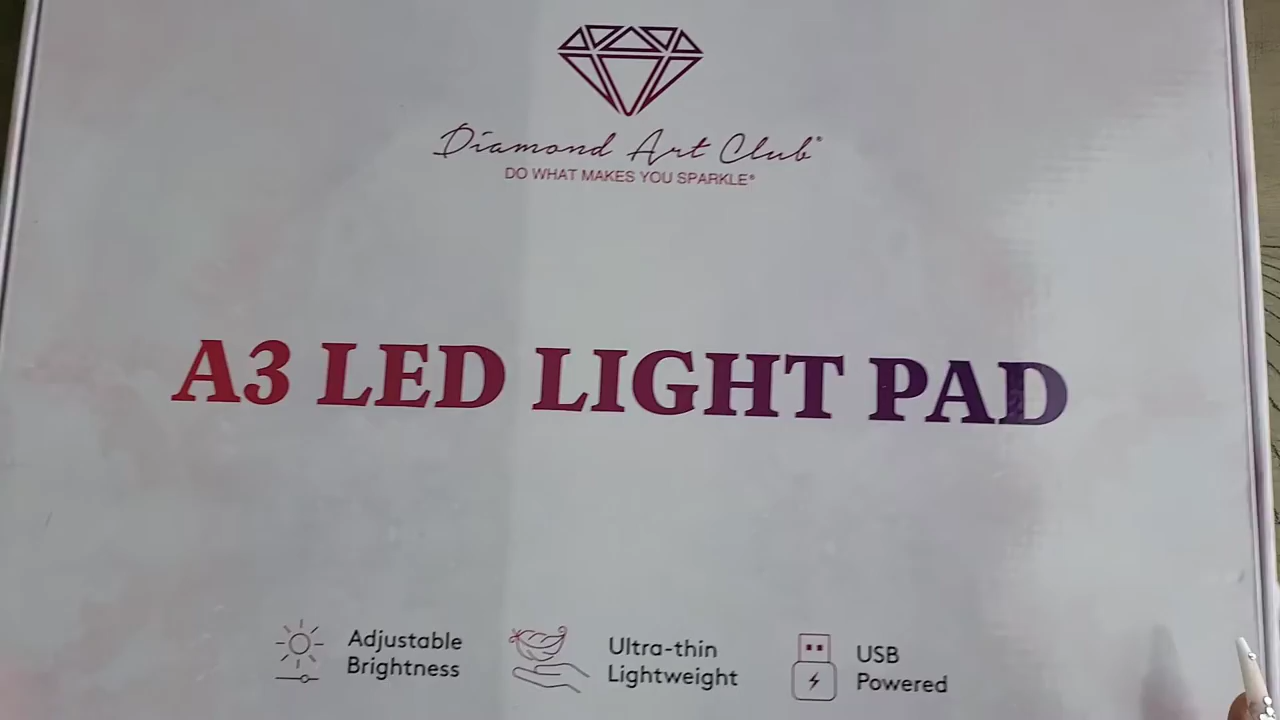 Diamond Art Club®
DO WHAT MAKES YOU SPARKLE®
A3 LED LIGHT PAD
Adjustable
Brightness
Ultra-thin
Lightweight
USB
Powered